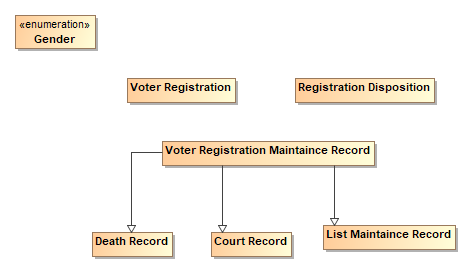 «enumeration»
Gender
Voter Registration
Registration Disposition
Voter Registration Maintaince Record
Death Record
Court Record
List Maintaince Record